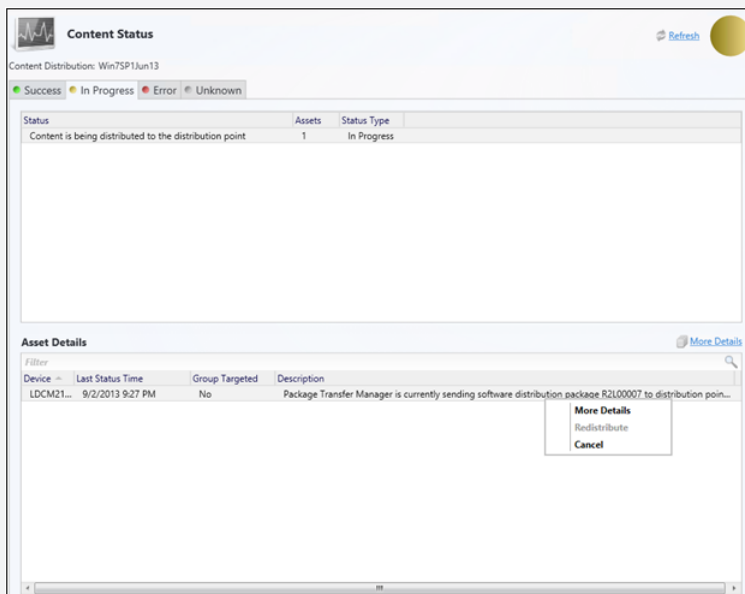 Content Status
Refresh
Content Distribution: Win7SP1Jun13
Success In Progress Error Unknown
Status Assets Status Type
Content is being distributed to the distribution point 1 In Progress
Asset Details More Details
Filter
Device Last Status Time Group Targeted Description
LDCM21... 9/2/2013 9:27 PM No Package Transfer Manager is currently sending software distribution package R2L00007 to distribution poin...
More Details
Redistribute
Cancel